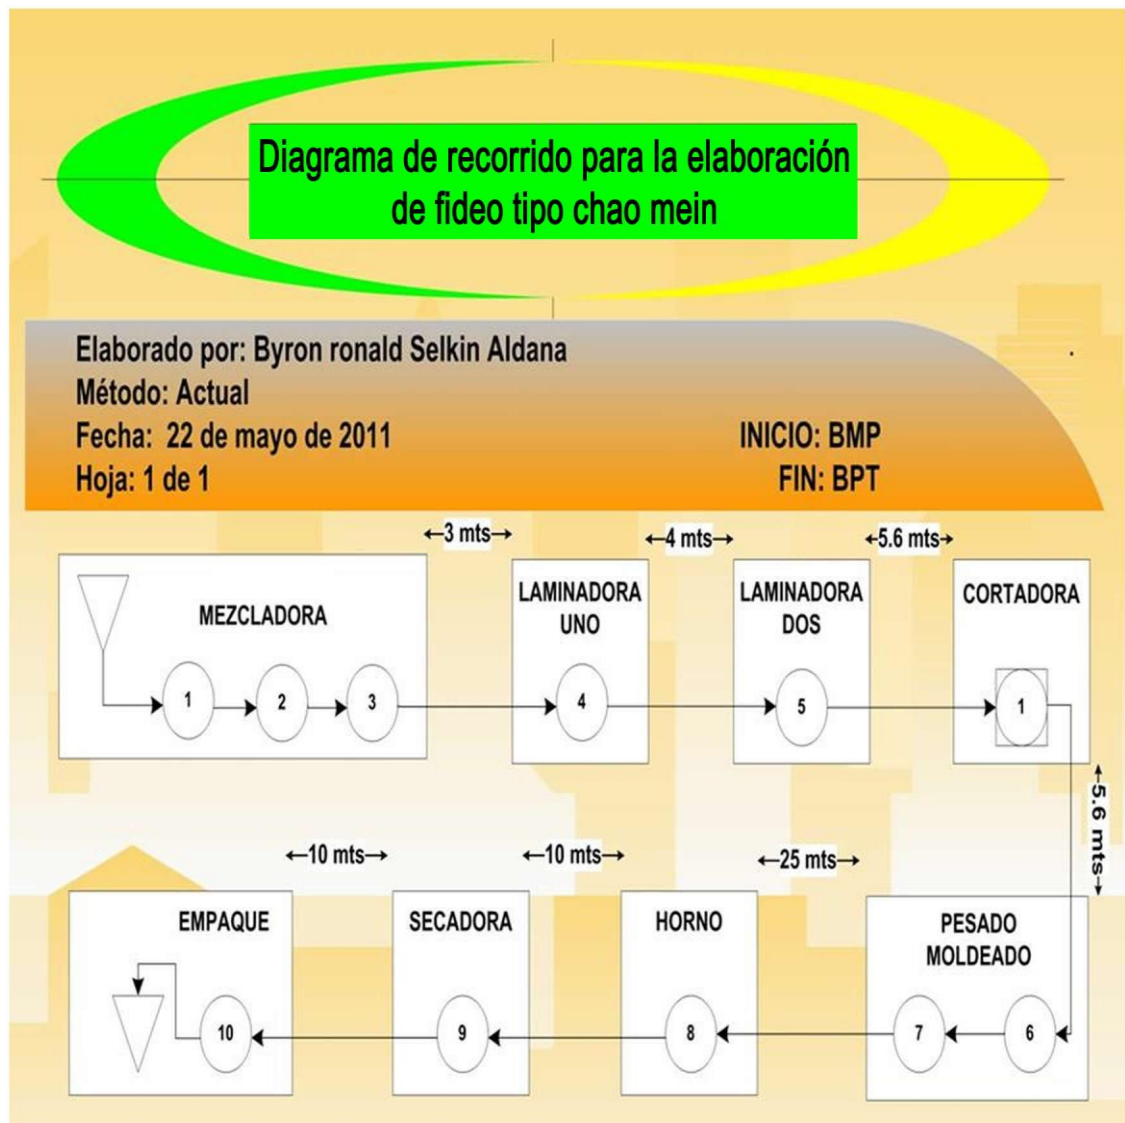 Diagrama de recorrido para la elaboración
de fideo tipo chao mein
Elaborado por: Byron ronald Selkin Aldana
Método: Actual
Fecha: 22 de mayo de 2011
INICIO: BMP
Hoja: 1 de 1
FIN: BPT
3 mts
4 mts
5.6 mts
MEZCLADORA
LAMINADORA
UNO
LAMINADORA
DOS
CORTADORA
1
2
3
4
5
1
5.6 mts
10 mts
10 mts
25 mts
EMPAQUE
SECADORA
HORNO
PESADO
MOLDEADO
10
9
8
7
6